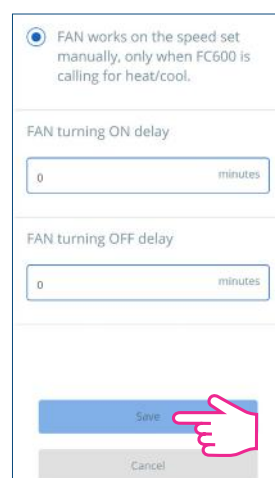 FAN works on the speed set
manually, only when FC600 is
calling for heat/cool.
FAN turning ON delay
0 minutes
FAN turning OFF delay
0 minutes
Save
Cancel